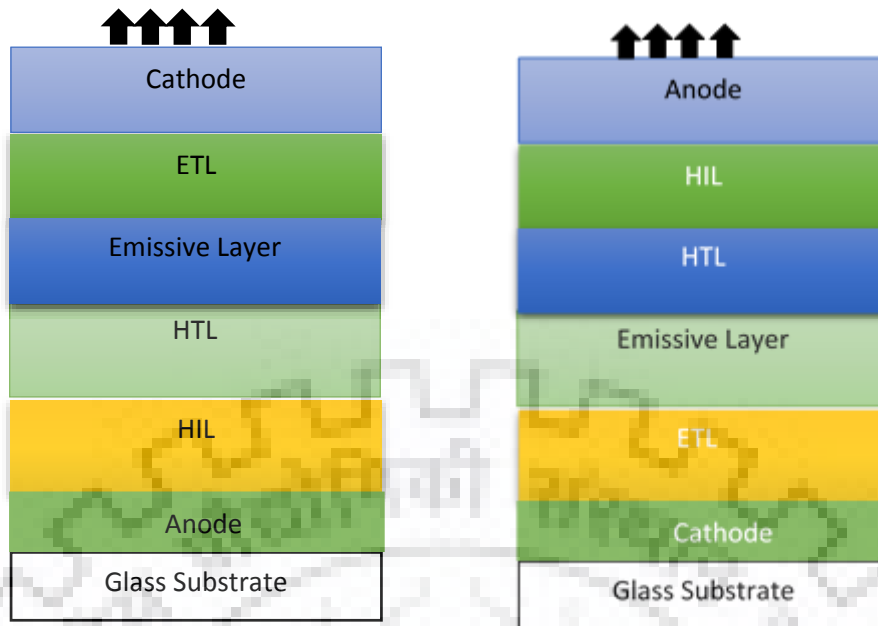 Cathode
ETL
Emissive Layer
HTL
HIL
Anode
Glass Substrate
Anode
HIL
HTL
Emissive Layer
ETL
Cathode
Glass Substrate